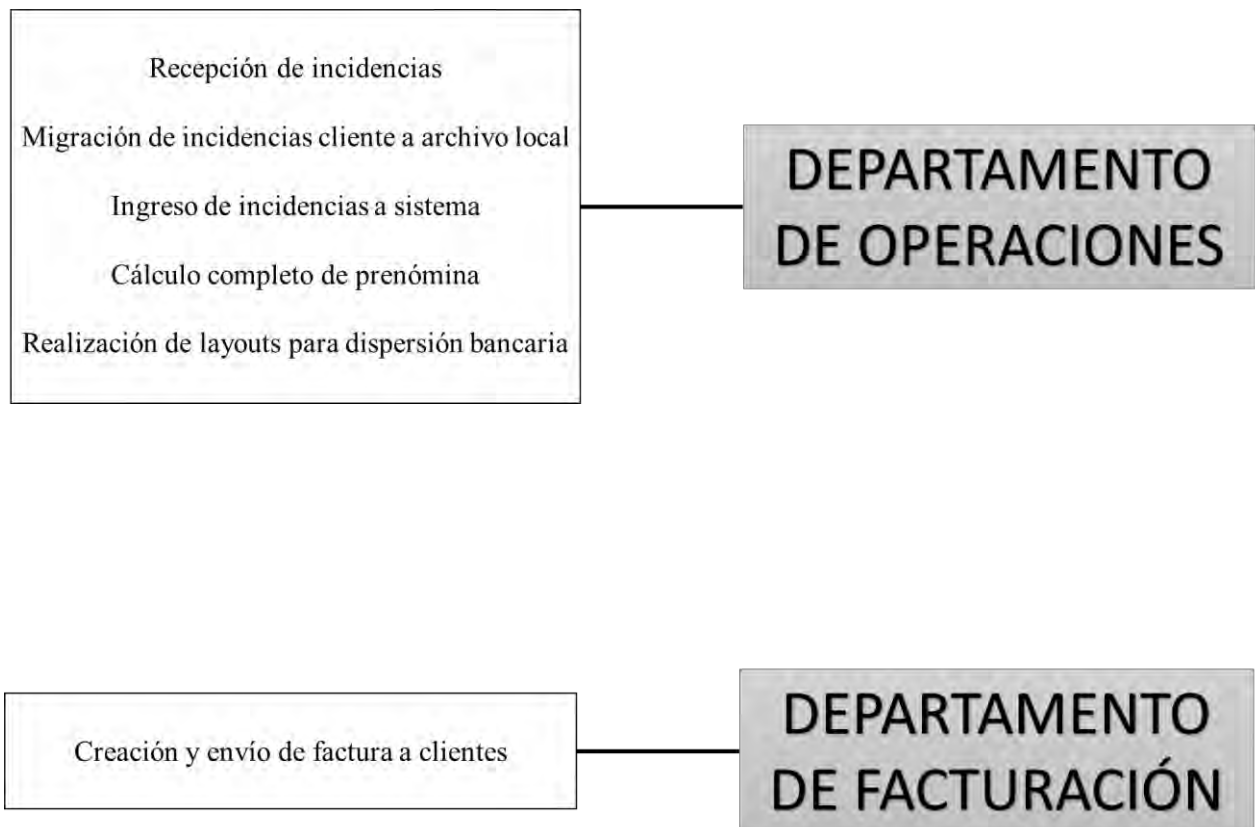 Recepción de incidencias
Migración de incidencias cliente a archivo local
Ingreso de incidencias a sistema
Cálculo completo de prenómina
Realización de layouts para dispersión bancaria
DEPARTAMENTO
DE OPERACIONES
Creación y envío de factura a clientes
DEPARTAMENTO
DE FACTURACIÓN